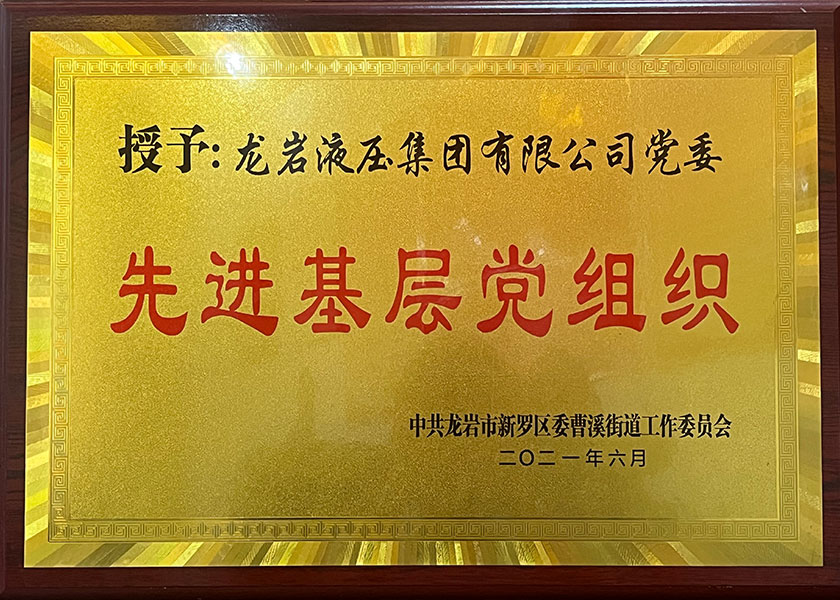 授予:龙岩液压集团有限公司党委
先进基层党组织
中共龙岩市新罗区委曹溪街道工作委员会
二〇二一年六月